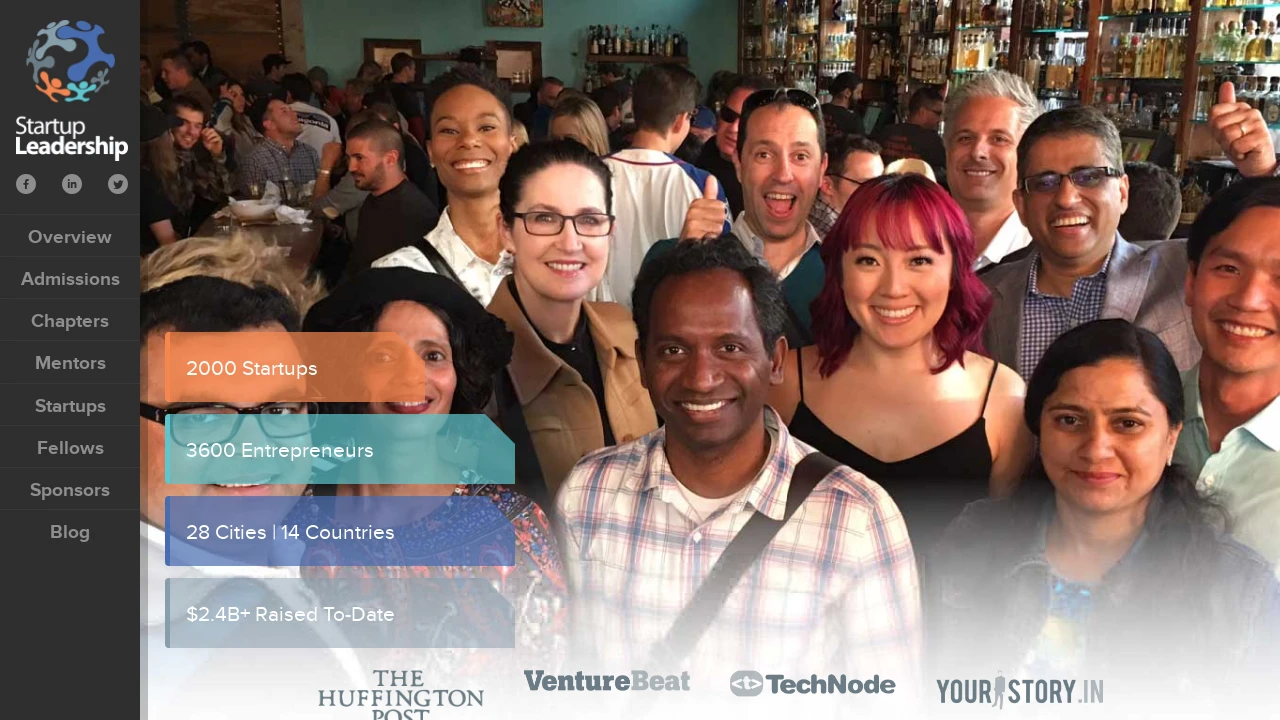 Startup
Leadership
Overview
Admissions
Chapters
Mentors
Startups
Fellows
Sponsors
Blog
2000 Startups
3600 Entrepreneurs
28 Cities | 14 Countries
$2.4B+ Raised To-Date
THE
HUFFINGTON
POST
VentureBeat
TechNode
YOURSTORY.IN